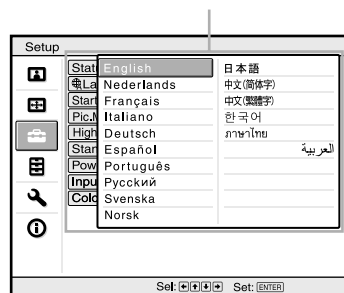 Setup
Stat
La
Start
Pic.M
High
Stan
Pow
Inpu
Colo
English
Nederlands
Français
Italiano
Deutsch
Español
Português
Русский
Svenska
Norsk
日本語
中文(简体字)
中文(繁體字)
한국어
ภาษาไทย
العربية
Sel: Set: ENTER